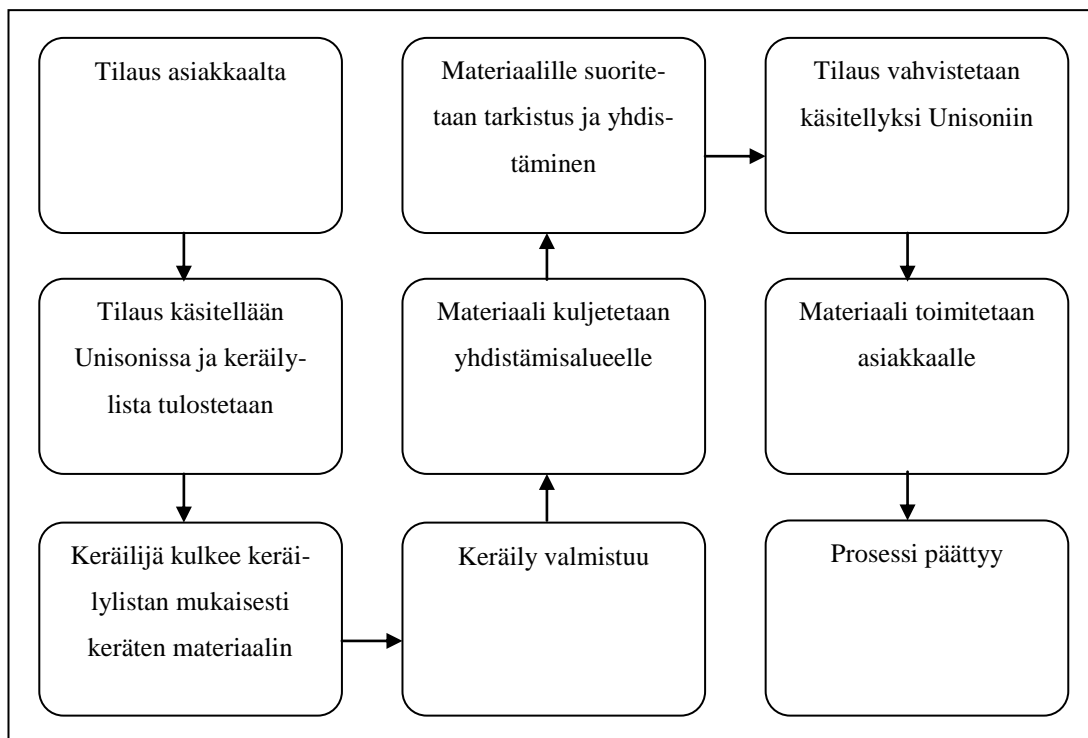 Tilaus asiakkaalta
Tilaus käsitellään
Unisonissa ja keräily-
lista tulostetaan
Keräilijä kulkee keräi-
lylistan mukaisesti
keräten materiaalin
Keräily valmistuu
Materiaali kuljetetaan
yhdistämisalueelle
Materiaalille suorite-
taan tarkistus ja yhdis-
täminen
Tilaus vahvistetaan
käsitellyksi Unisoniin
Materiaali toimitetaan
asiakkaalle
Prosessi päättyy